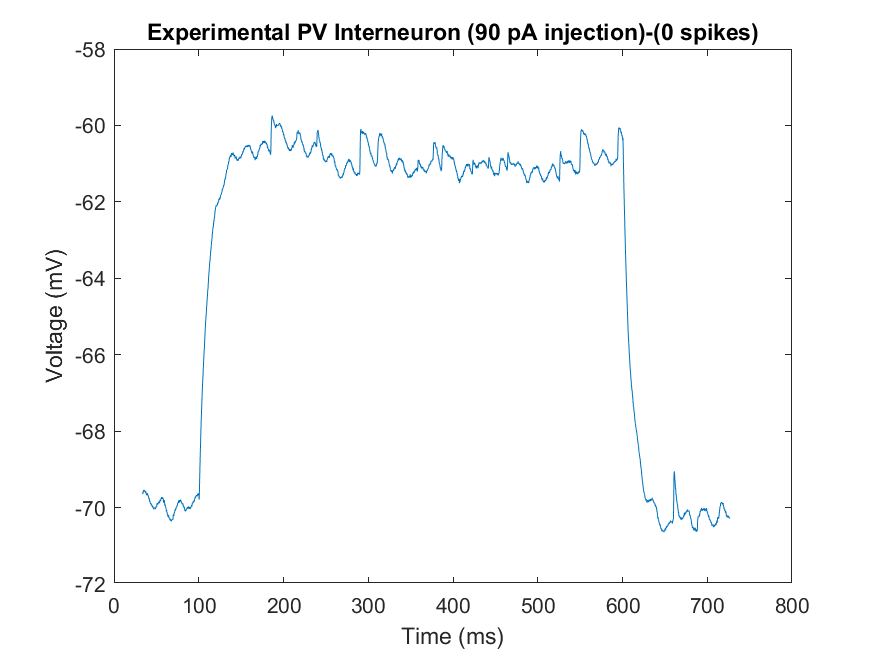 Experimental PV Interneuron (90 pA injection)-(0 spikes)
-58
-60
-62
-64
-66
-68
-70
-72
Voltage (mV)
0 100 200 300 400 500 600 700 800
Time (ms)